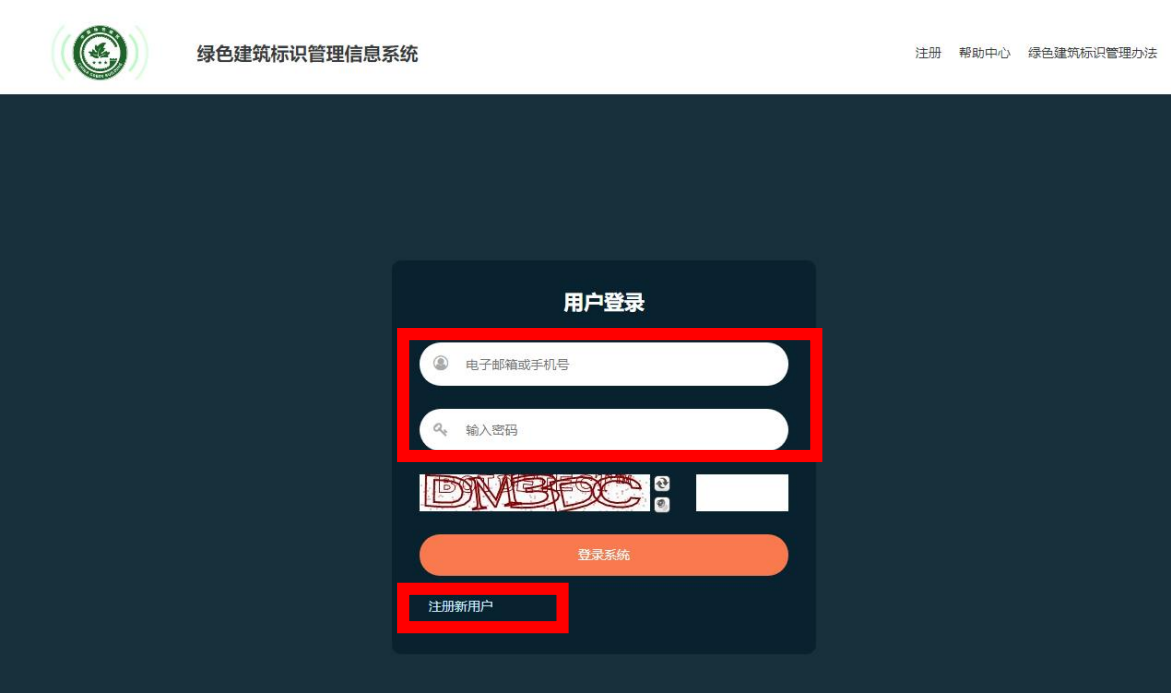 绿色建筑标识管理信息系统
注册 帮助中心 绿色建筑标识管理办法
用户登录
电子邮箱或手机号
输入密码
登录系统
注册新用户